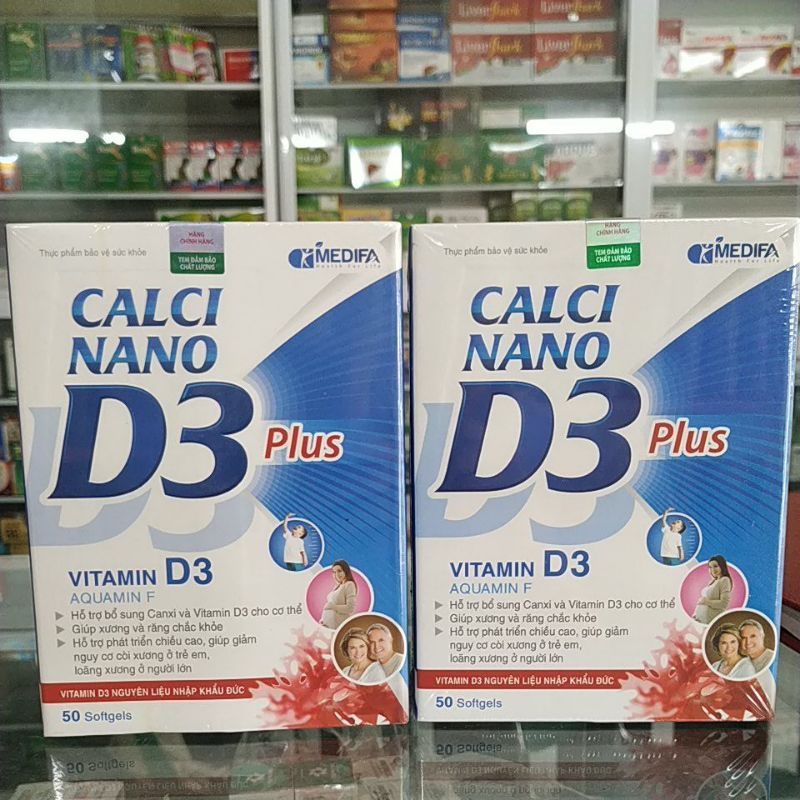 Thực phẩm bảo vệ sức khỏe
HÀNG
CHÍNH HÃNG
TEM ĐẢM BẢO
CHẤT LƯỢNG
MEDIFA
Health For Life
CALCI
NANO
D3 Plus
VITAMIN D3
AQUAMIN F
Hỗ trợ bổ sung Canxi và Vitamin D3 cho cơ thể
Giúp xương và răng chắc khỏe
Hỗ trợ phát triển chiều cao, giúp giảm
nguy cơ còi xương ở trẻ em,
loãng xương ở người lớn
VITAMIN D3 NGUYÊN LIỆU NHẬP KHẨU ĐỨC
50 Softgels
Thực phẩm bảo vệ sức khỏe
HÀNG
CHÍNH HÃNG
TEM ĐẢM BẢO
CHẤT LƯỢNG
MEDIFA
Health For Life
CALCI
NANO
D3 Plus
VITAMIN D3
AQUAMIN F
Hỗ trợ bổ sung Canxi và Vitamin D3 cho cơ thể
Giúp xương và răng chắc khỏe
Hỗ trợ phát triển chiều cao, giúp giảm
nguy cơ còi xương ở trẻ em,
loãng xương ở người lớn
VITAMIN D3 NGUYÊN LIỆU NHẬP KHẨU ĐỨC
50 Softgels